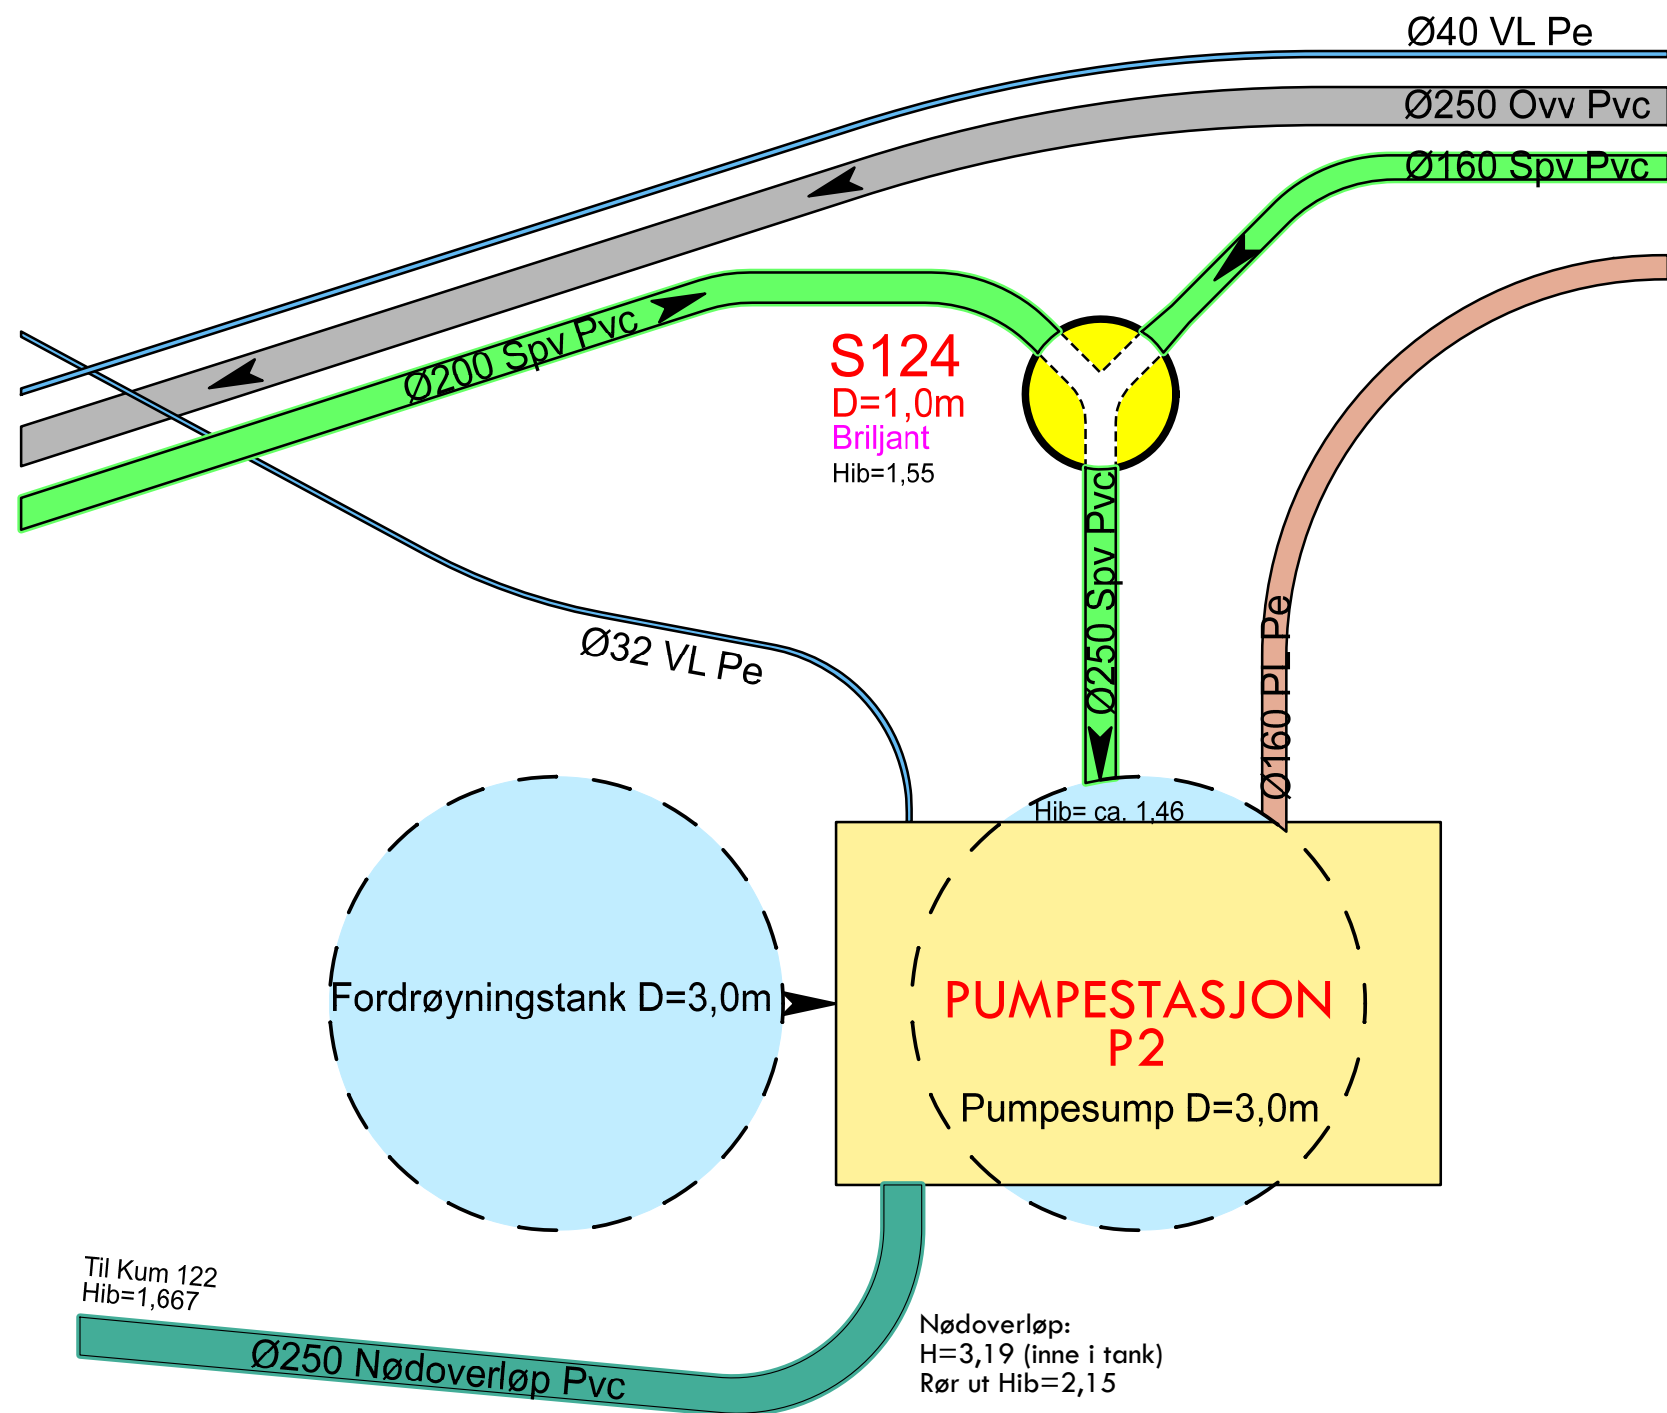 Ø40 VL Pe
Ø250 Ovv Pvc
Ø160 Spv Pvc
Ø200 Spv Pvc
S124
D=1,0m
Briljant
Hib=1,55
Ø250 Spv Pvc
Ø32 VL Pe
Ø160 PL Pe
Hib= ca. 1,46
Fordrøyningstank D=3,0m
PUMPESTASJON
P2
Pumpesump D=3,0m
Til Kum 122
Hib=1,667
Ø250 Nødoverløp Pvc
Nødoverløp:
H=3,19 (inne i tank)
Rør ut Hib=2,15